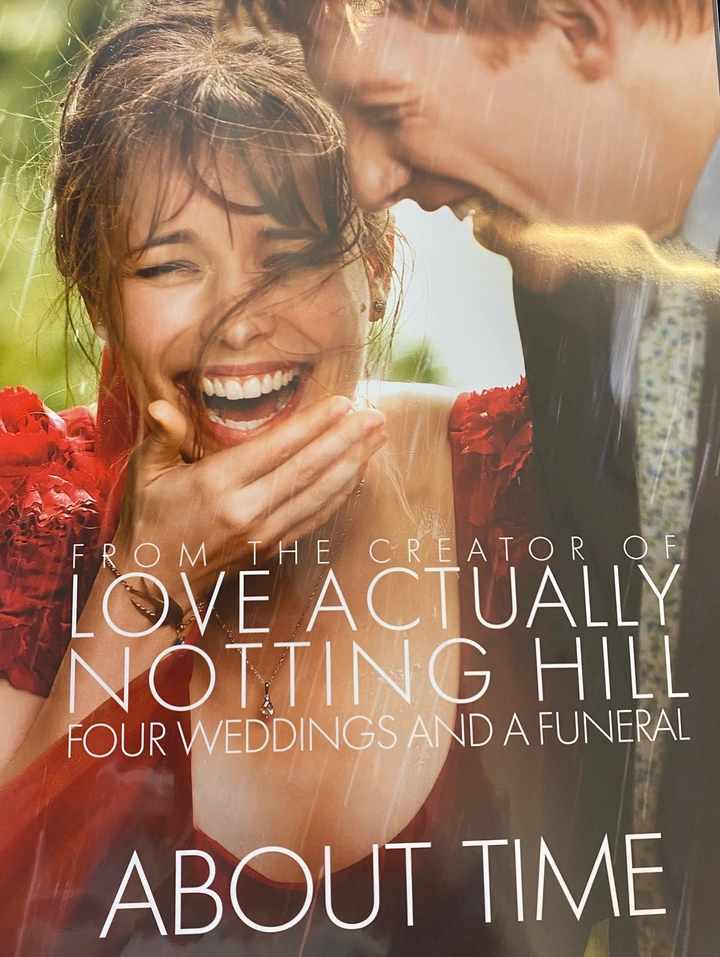 FROM THE CREATOR OF
LOVE ACTUALLY
NOTTING HILL
FOUR WEDDINGS AND A FUNERAL
ABOUT TIME